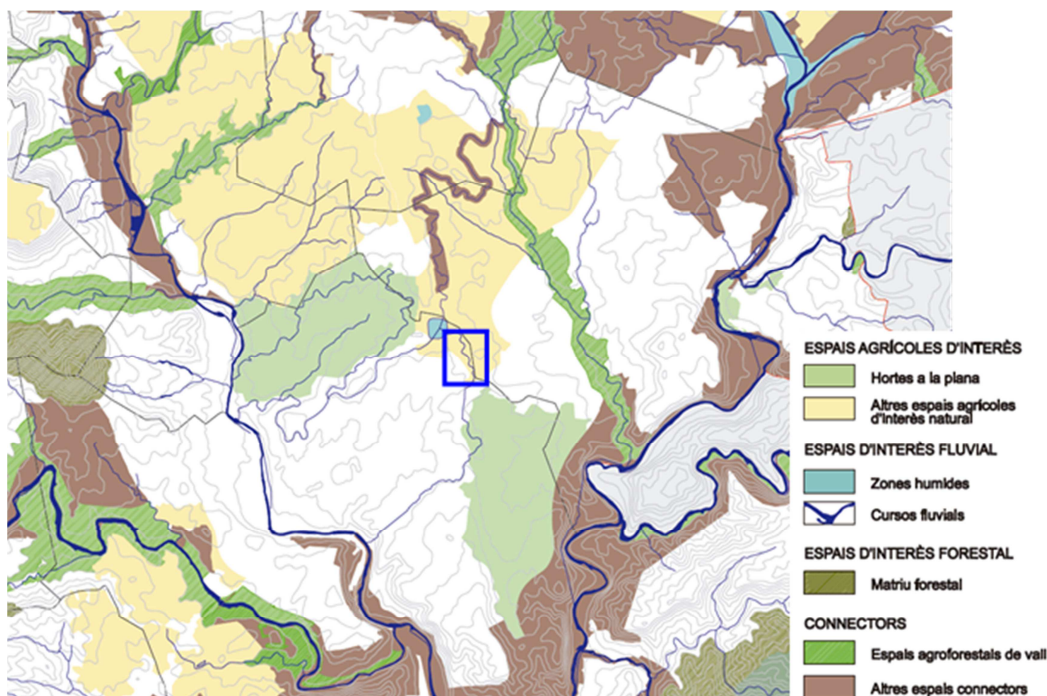 ESPAIS AGRÍCOLES D'INTERÈS
Hortes a la plana
Altres espais agrícoles
d'interès natural
ESPAIS D'INTERÈS FLUVIAL
Zones humides
Cursos fluvials
ESPAIS D'INTERÈS FORESTAL
Matriu forestal
CONNECTORS
Espais agroforestals de vall
Altres espais connectors